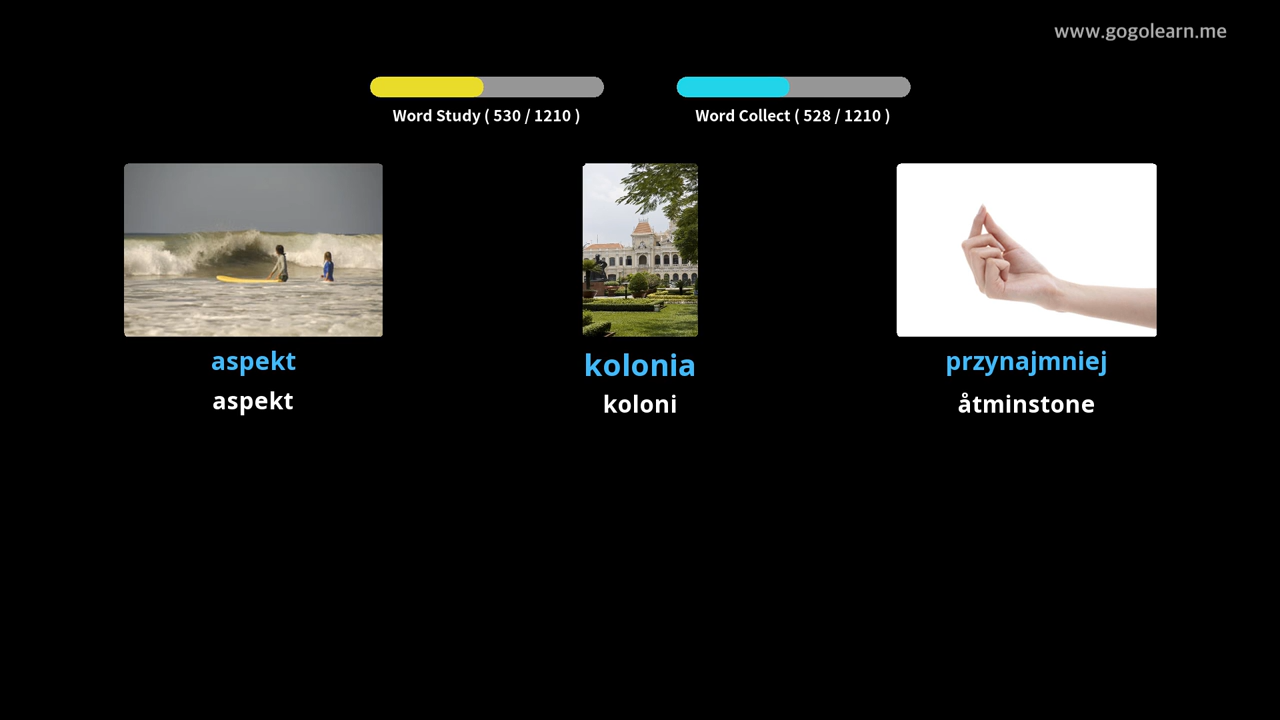 www.gogolearn.me
Word Study ( 530 / 1210 )
Word Collect ( 528 / 1210 )
aspekt
aspekt
kolonia
koloni
przynajmniej
åtminstone